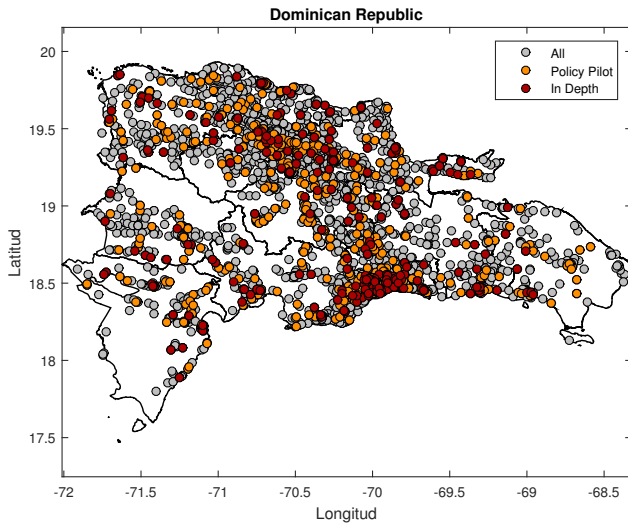 Dominican Republic
20
19.5
19
18.5
18
17.5
Latitud
All
Policy Pilot
In Depth
-72
-71.5
-71
-70.5
-70
-69.5
-69
-68.5
Longitud